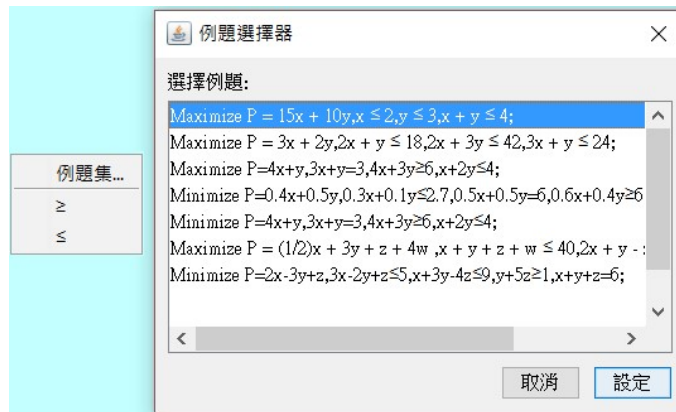 例題選擇器
選擇例題:
Maximize P = 15x + 10y,x ≤ 2,y ≤ 3,x + y ≤ 4;
Maximize P = 3x + 2y,2x + y ≤ 18,2x + 3y ≤ 42,3x + y ≤ 24;
Maximize P=4x+y,3x+y=3,4x+3y≥6,x+2y≤4;
Minimize P=0.4x+0.5y,0.3x+0.1y≤2.7,0.5x+0.5y=6,0.6x+0.4y≥6
Minimize P=4x+y,3x+y=3,4x+3y≥6,x+2y≤4;
Maximize P = (1/2)x + 3y + z + 4w ,x + y + z + w ≤ 40,2x + y -
Minimize P=2x-3y+z,3x-2y+z≤5,x+3y-4z≤9,y+5z≥1,x+y+z=6;
取消 設定
例題集...
≥
≤